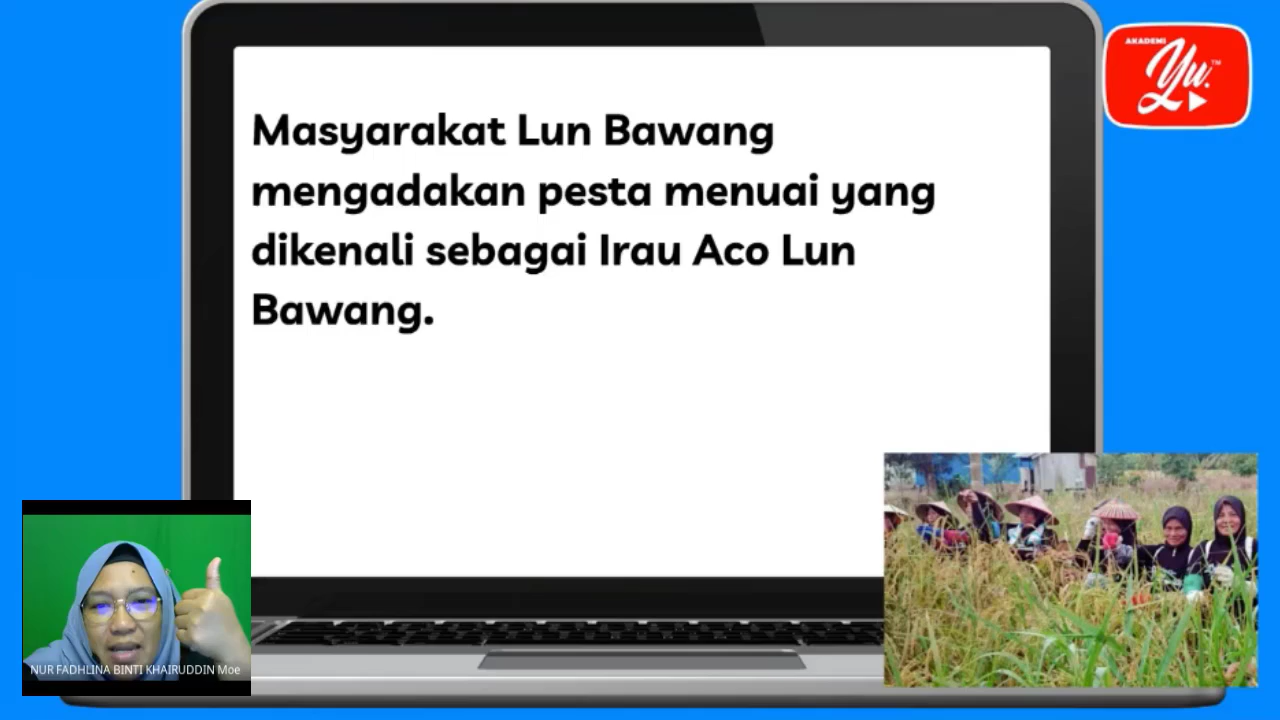 Masyarakat Lun Bawang
mengadakan pesta menuai yang
dikenali sebagai Irau Aco Lun
Bawang.
AKADEMI
Yu.™
NUR FADHLINA BINTI KHAIRUDDIN Moe